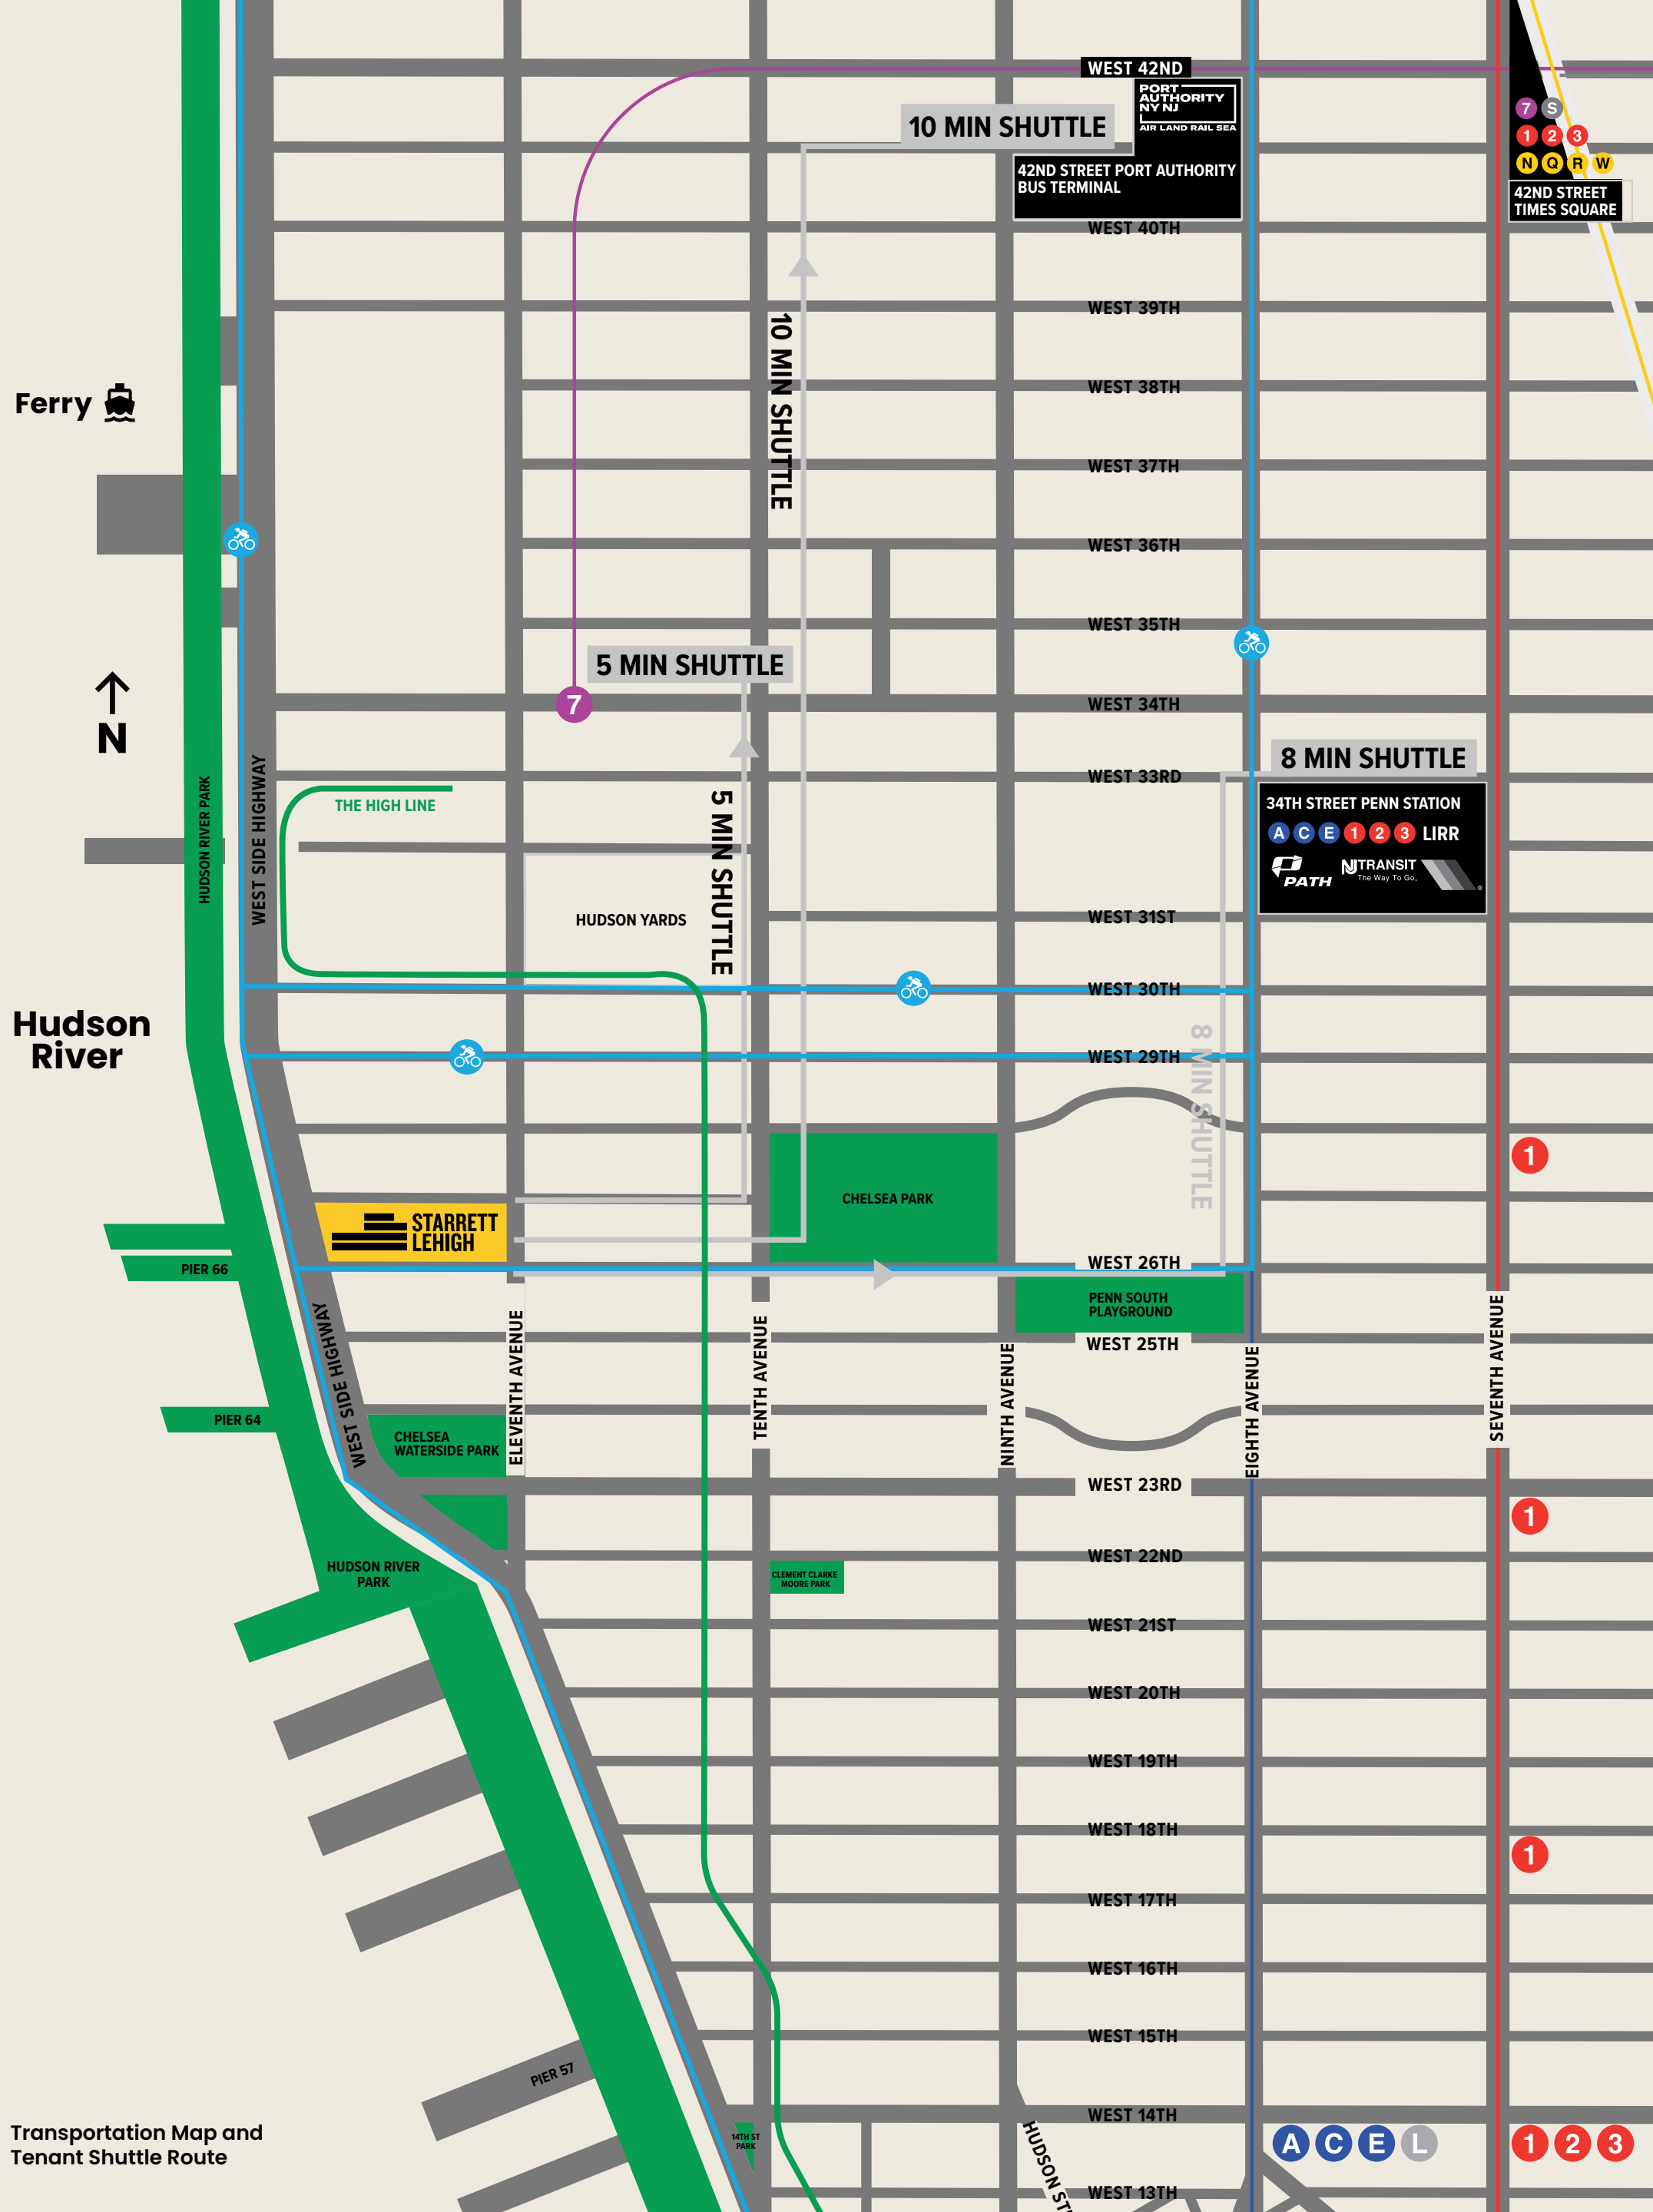 WEST 42ND
PORT
AUTHORITY
NY NJ
AIR LAND RAIL SEA
10 MIN SHUTTLE
42ND STREET PORT AUTHORITY
BUS TERMINAL
7 S
1 2 3
N Q R W
42ND STREET
TIMES SQUARE
WEST 40TH
WEST 39TH
10 MIN SHUTTLE
WEST 38TH
Ferry
WEST 37TH
WEST 36TH
WEST 35TH
5 MIN SHUTTLE
7
WEST 34TH
N
8 MIN SHUTTLE
WEST 33RD
34TH STREET PENN STATION
A C E 1 2 3 LIRR
PATH
NJ TRANSIT
The Way To Go.
HUDSON RIVER PARK
WEST SIDE HIGHWAY
THE HIGH LINE
5 MIN SHUTTLE
HUDSON YARDS
WEST 31ST
WEST 30TH
Hudson
River
WEST 29TH
8 MIN SHUTTLE
1
CHELSEA PARK
STARRETT
LEHIGH
WEST 26TH
PIER 66
PENN SOUTH
PLAYGROUND
WEST 25TH
WEST SIDE HIGHWAY
ELEVENTH AVENUE
TENTH AVENUE
NINTH AVENUE
EIGHTH AVENUE
SEVENTH AVENUE
PIER 64
CHELSEA
WATERSIDE PARK
WEST 23RD
1
WEST 22ND
HUDSON RIVER
PARK
CLEMENT CLARKE
MOORE PARK
WEST 21ST
WEST 20TH
WEST 19TH
WEST 18TH
1
WEST 17TH
WEST 16TH
WEST 15TH
PIER 57
WEST 14TH
14TH ST
PARK
HUDSON ST
A C E L
1 2 3
WEST 13TH
Transportation Map and
Tenant Shuttle Route